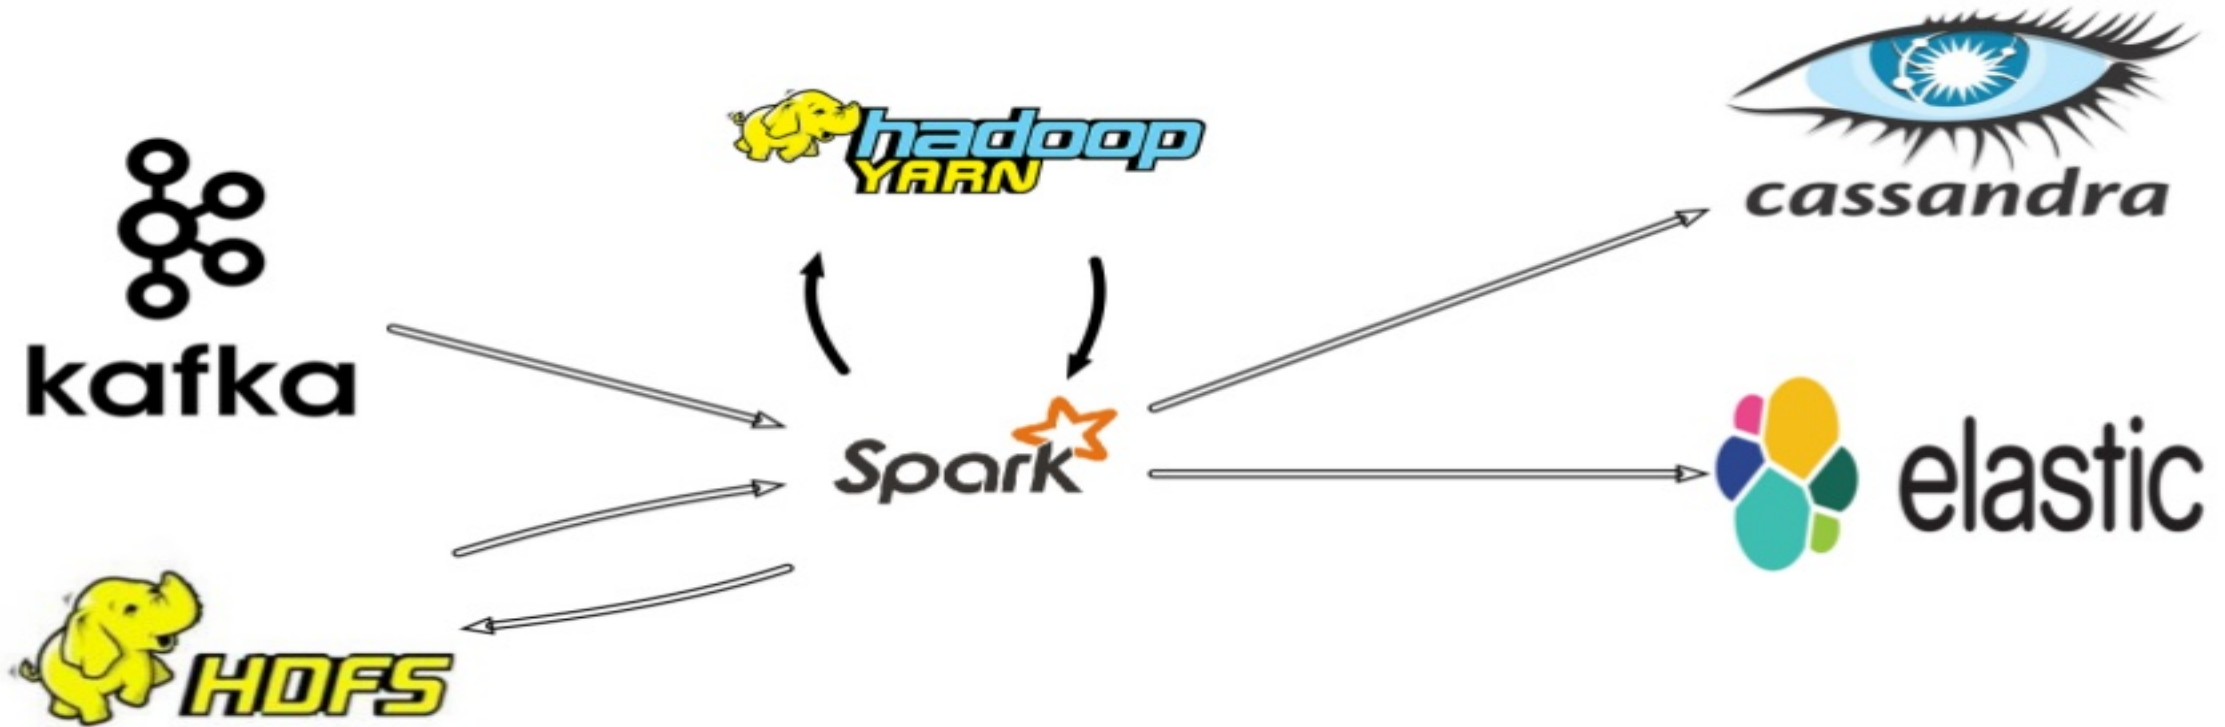 kafka
hadoop
YARN
cassandra
Spark
elastic
HDFS